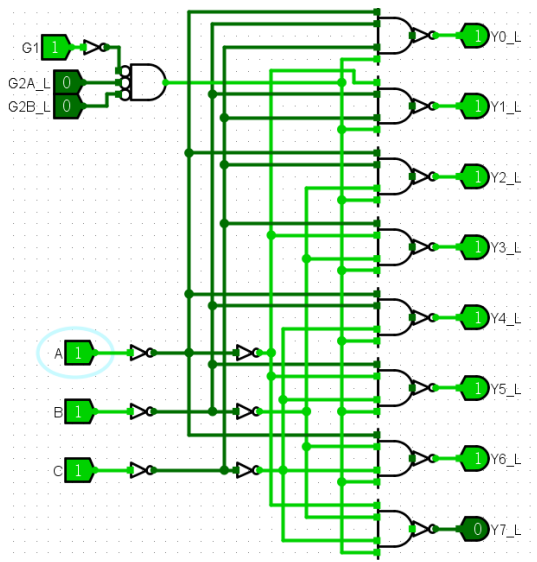 1 Y0_L
G1 1
G2A_L 0
G2B_L 0
1 Y1_L
1 Y2_L
1 Y3_L
1 Y4_L
A 1
1 Y5_L
B 1
1 Y6_L
C 1
0 Y7_L